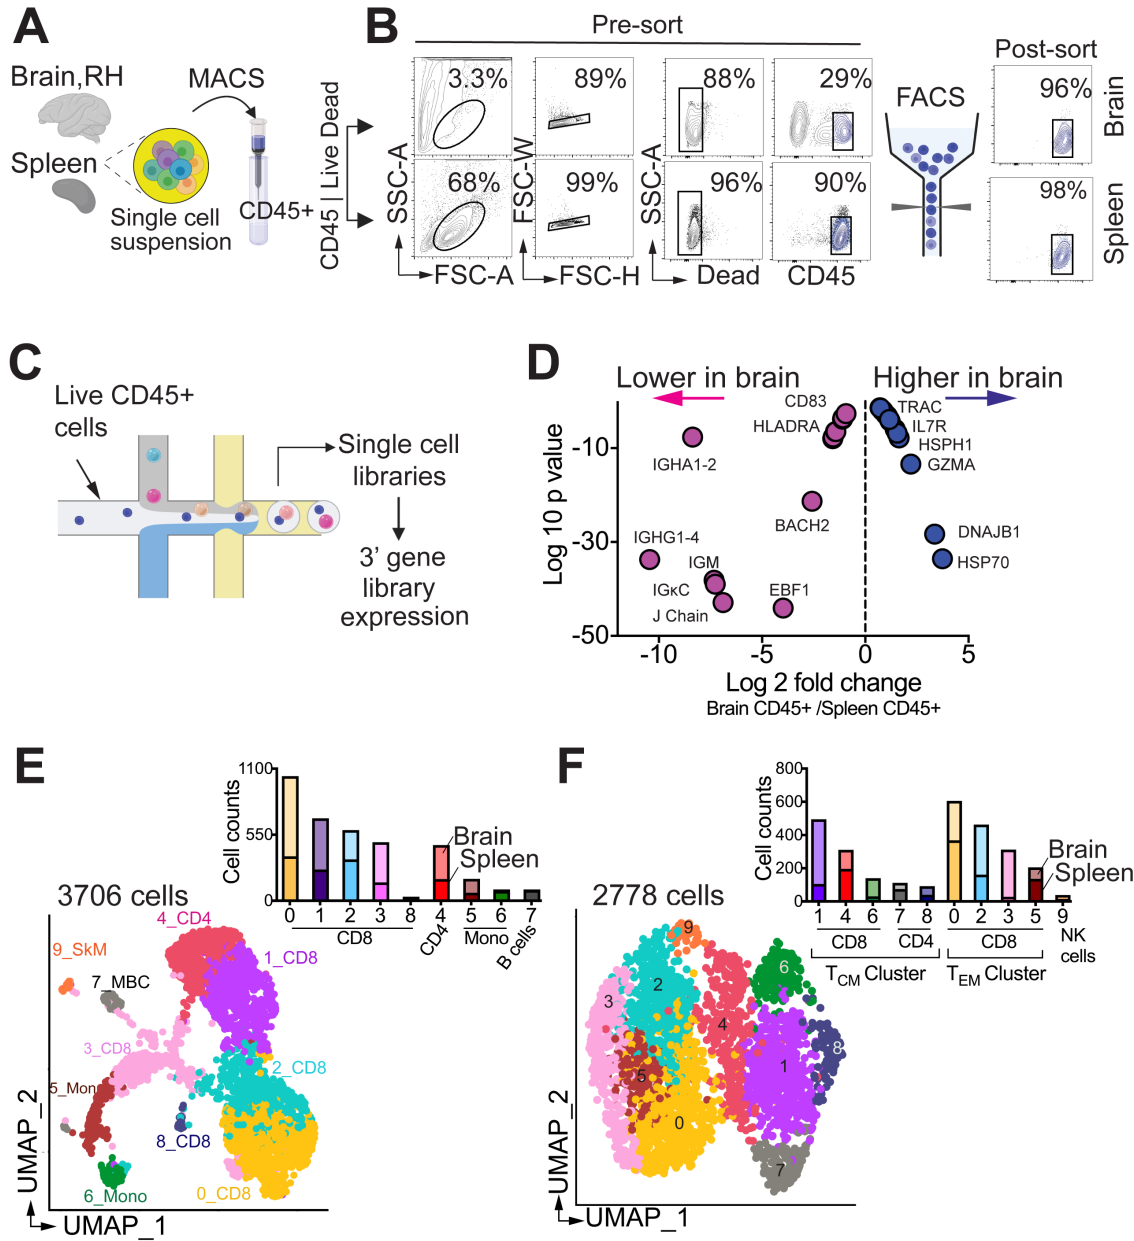 A
Brain,RH
MACS
Spleen
Single cell
suspension
CD45+
B
Pre-sort
CD45 | Live Dead
3.3%
89%
88%
29%
68%
99%
96%
90%
SSC-A
FSC-W
SSC-A
FSC-A
FSC-H
Dead
CD45
FACS
Post-sort
96%
Brain
98%
Spleen
C
Live CD45+
cells
Single cell
libraries
3’ gene
library
expression
D
Lower in brain
Higher in brain
CD83
TRAC
HLADRA
IL7R
HSPH1
IGHA1-2
GZMA
BACH2
IGHG1-4
DNAJB1
IGM
HSP70
IGκC
EBF1
J Chain
Log 10 p value
-10
-30
-50
-10
-5
0
5
Log 2 fold change
Brain CD45+ /Spleen CD45+
E
3706 cells
Cell counts
1100
550
0
Brain
Spleen
0
1
2
3
8
4
5
6
7
CD8
CD4
Mono
B cells
4_CD4
9_SkM
1_CD8
7_MBC
3_CD8
2_CD8
5_Mon
8_CD8
6_Mono
0_CD8
UMAP_2
UMAP_1
F
2778 cells
Cell counts
800
600
400
200
0
Brain
Spleen
1
4
6
7
8
0
2
3
5
9
CD8
CD4
CD8
NK
cells
TCM Cluster
TEM Cluster
9
6
2
3
4
8
1
5
0
7
UMAP_2
UMAP_1